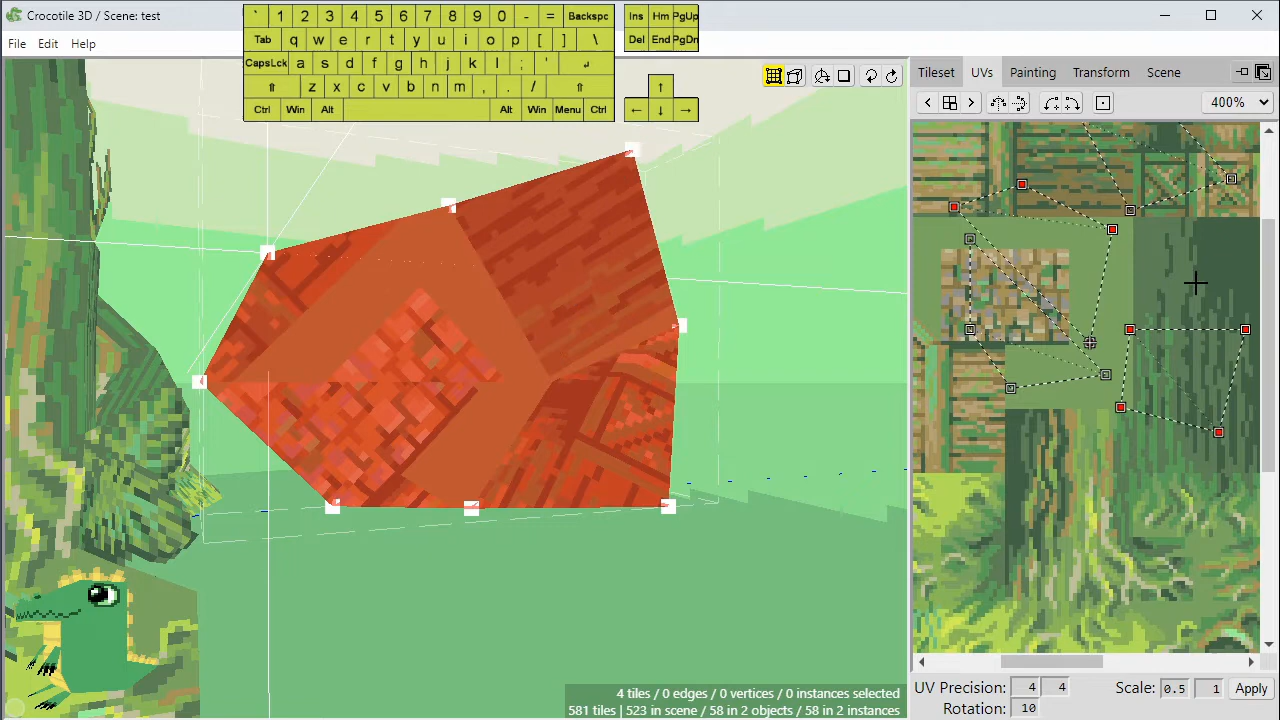 Crocotile 3D / Scene: test
File Edit Help
` 1 2 3 4 5 6 7 8 9 0 - = Backspc
Tab q w e r t y u i o p [ ] \
CapsLck a s d f g h j k l ; ' ↵
⇧ z x c v b n m , . / ⇧
Ctrl Win Alt Alt Win Menu Ctrl
Ins Hm PgUp
Del End PgDn
↑
← ↓ →
Tileset UVs Painting Transform Scene
400%
4 tiles / 0 edges / 0 vertices / 0 instances selected
581 tiles | 523 in scene / 58 in 2 objects / 58 in 2 instances
UV Precision: 4 4 Scale: 0.5 1 Apply
Rotation: 10